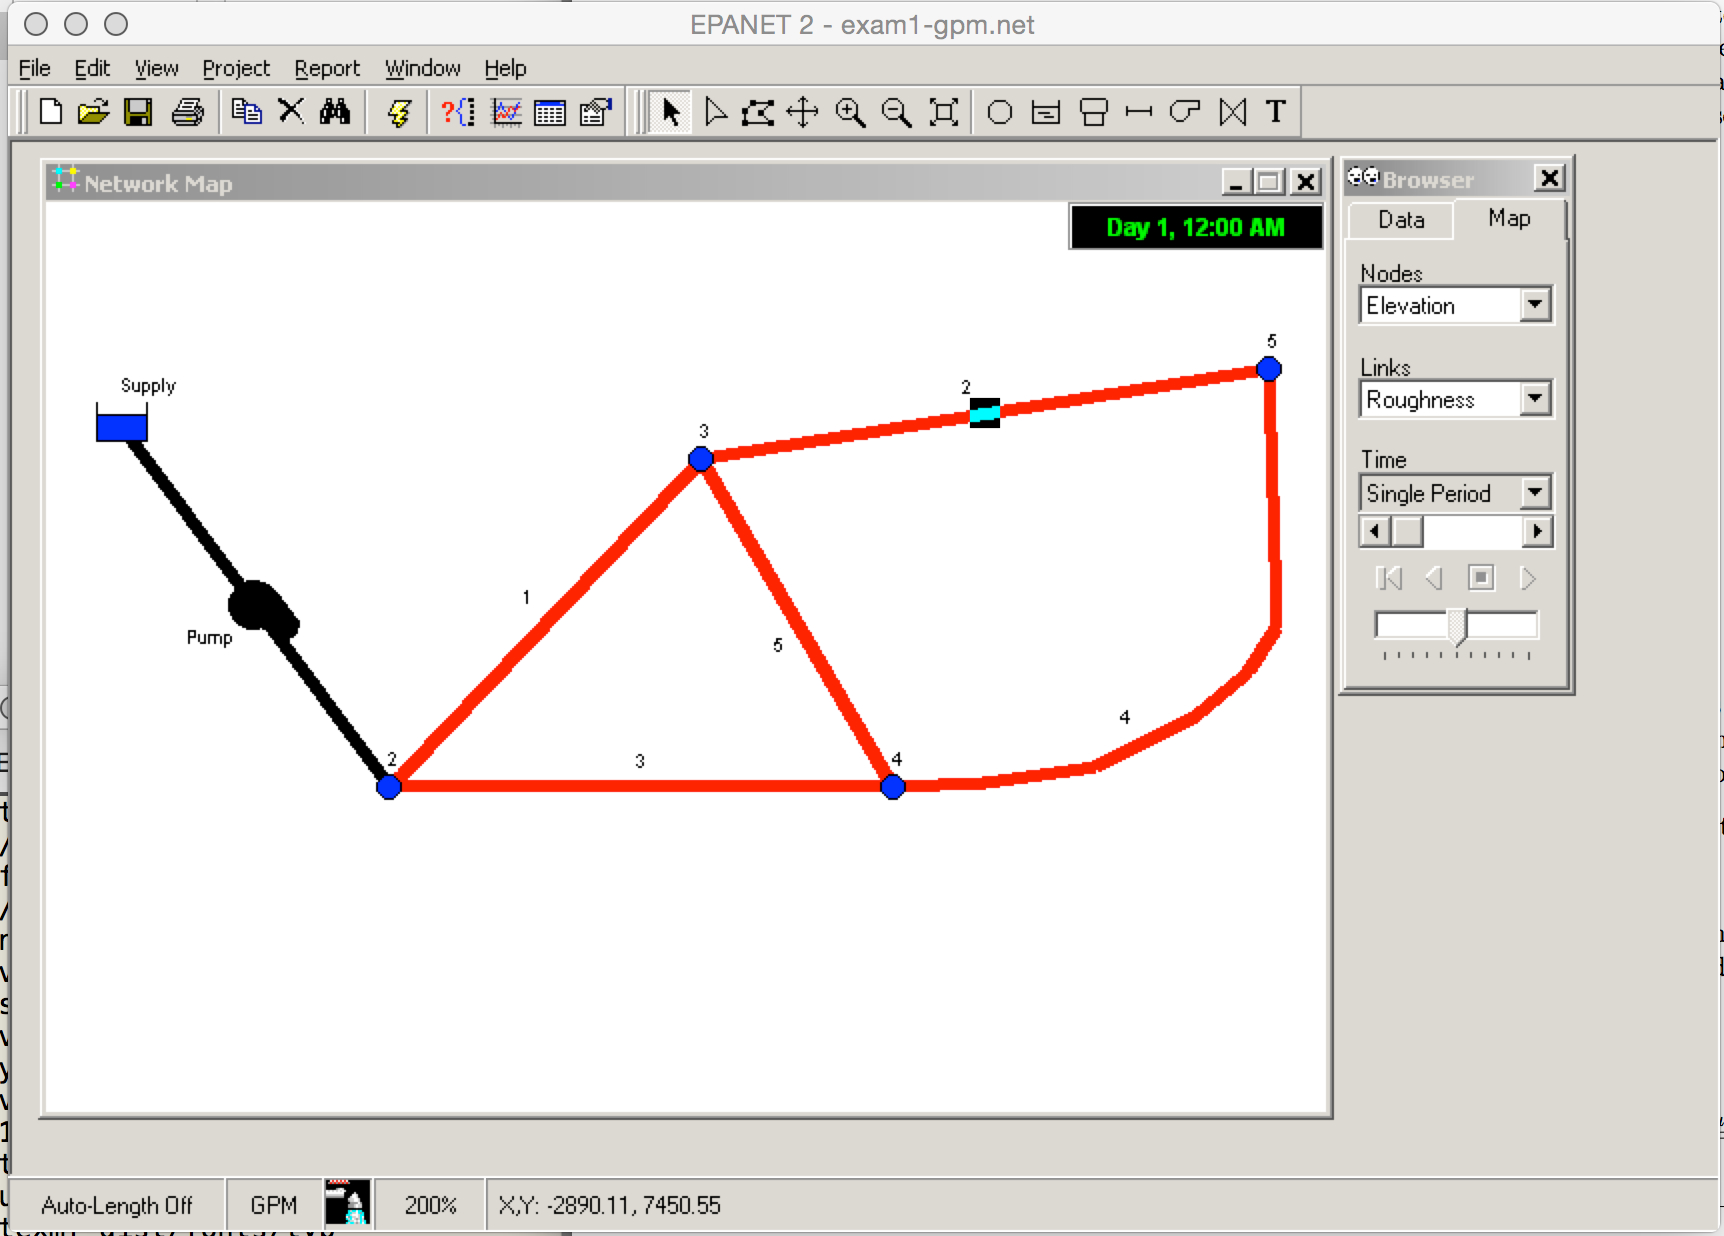 EPANET 2 - exam1-gpm.net
File Edit View Project Report Window Help
T
Network Map
Day 1, 12:00 AM
Browser
Data Map
Nodes
Elevation
Links
Roughness
Time
Single Period
Supply
Pump
5
2
3
1
5
4
2
3
4
Auto-Length Off
GPM
200%
X,Y: -2890.11, 7450.55